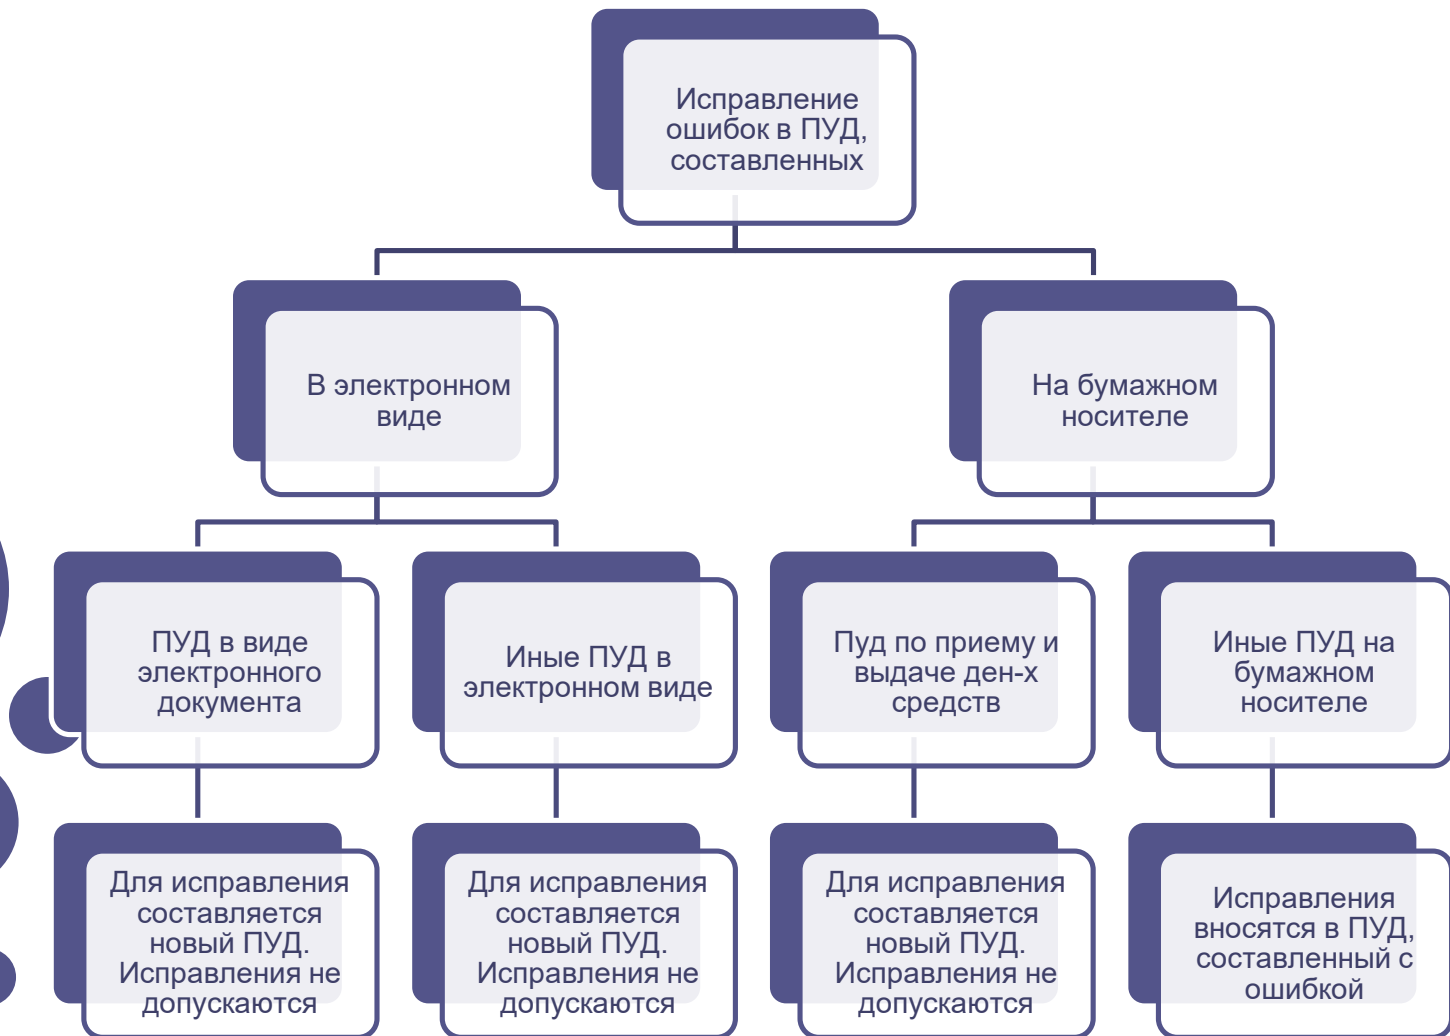 Исправление
ошибок в ПУД,
составленных
В электронном
виде
На бумажном
носителе
ПУД в виде
электронного
документа
Иные ПУД в
электронном виде
Пуд по приему и
выдаче ден-х
средств
Иные ПУД на
бумажном
носителе
Для исправления
составляется
новый ПУД.
Исправления не
допускаются
Для исправления
составляется
новый ПУД.
Исправления не
допускаются
Для исправления
составляется
новый ПУД.
Исправления не
допускаются
Исправления
вносятся в ПУД,
составленный с
ошибкой